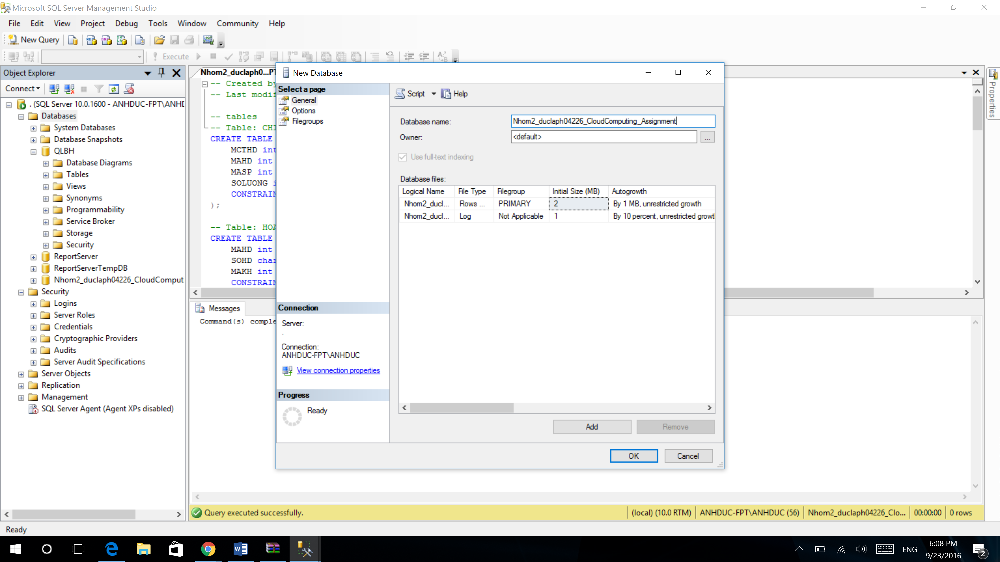 Microsoft SQL Server Management Studio
File Edit View Project Debug Tools Window Community Help
New Query
Execute
Object Explorer
Connect
. (SQL Server 10.0.1600 - ANHDUC-FPT\ANHD
Databases
System Databases
Database Snapshots
QLBH
Database Diagrams
Tables
Views
Synonyms
Programmability
Service Broker
Storage
Security
ReportServer
ReportServerTempDB
Nhom2_duclaph04226_CloudComput
Security
Logins
Server Roles
Credentials
Cryptographic Providers
Audits
Server Audit Specifications
Server Objects
Replication
Management
SQL Server Agent (Agent XPs disabled)
Nhom2_duclaph0...PT
-- Created by
-- Last modif
-- tables
-- Table: CHI
CREATE TABLE
MCTHD int
MAHD int
MASP int
SOLUONG i
CONSTRAIN
);
-- Table: HOA
CREATE TABLE
MAHD int
SOHD char
MAKH int
CONSTRAIN
Messages
Command(s) comple
New Database
Select a page
General
Options
Filegroups
Connection
Server:
.
Connection:
ANHDUC-FPT\ANHDUC
View connection properties
Progress
Ready
Script Help
Database name: Nhom2_duclaph04226_CloudComputing_Assignment
Owner: <default> ...
Use full-text indexing
Database files:
Logical Name File Type Filegroup Initial Size (MB) Autogrowth
Nhom2_ducl... Rows ... PRIMARY 2 By 1 MB, unrestricted growth
Nhom2_ducl... Log Not Applicable 1 By 10 percent, unrestricted growth
Add Remove
OK Cancel
Properties
Query executed successfully. (local) (10.0 RTM) ANHDUC-FPT\ANHDUC (56) Nhom2_duclaph04226_Clo... 00:00:00 0 rows
Ready
ENG
6:08 PM
9/23/2016
2